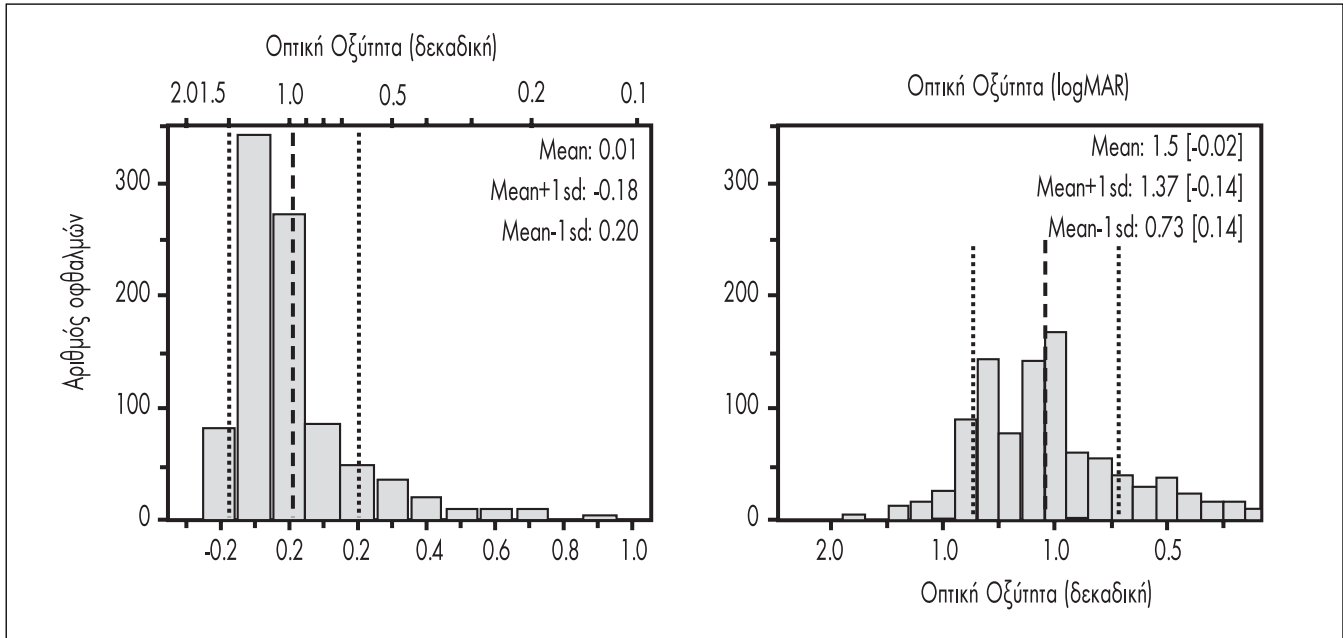 Οπτική Οξύτητα (δεκαδική)
2.01.5 1.0 0.5 0.2 0.1
Mean: 0.01
Mean+1sd: -0.18
Mean-1sd: 0.20
300
200
100
0
Αριθμός οφθαλμών
-0.2 0.2 0.2 0.4 0.6 0.8 1.0
Οπτική Οξύτητα (logMAR)
Mean: 1.5 [-0.02]
Mean+1sd: 1.37 [-0.14]
Mean-1sd: 0.73 [0.14]
300
200
100
0
2.0 1.0 1.0 0.5
Οπτική Οξύτητα (δεκαδική)